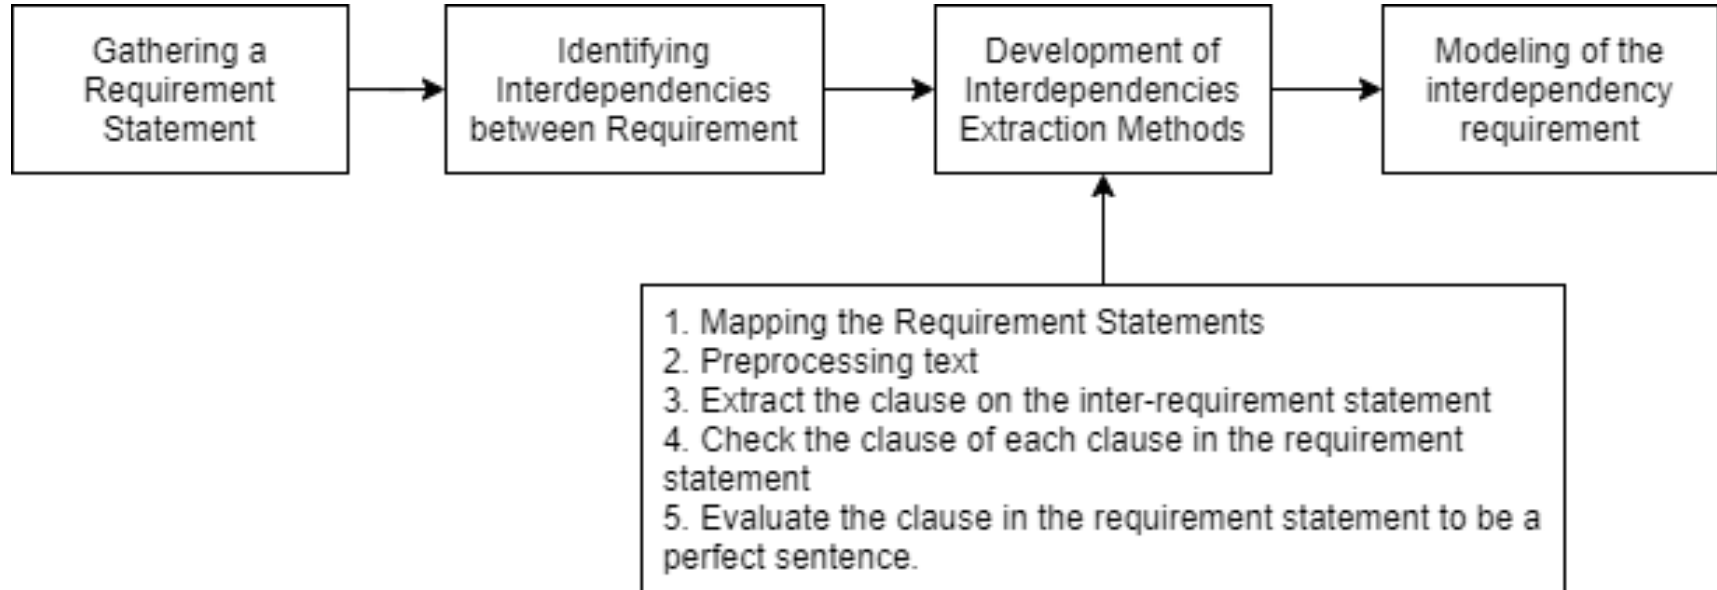 Gathering a
Requirement
Statement
Identifying
Interdependencies
between Requirement
Development of
Interdependencies
Extraction Methods
Modeling of the
interdependency
requirement
1. Mapping the Requirement Statements
2. Preprocessing text
3. Extract the clause on the inter-requirement statement
4. Check the clause of each clause in the requirement
statement
5. Evaluate the clause in the requirement statement to be a
perfect sentence.